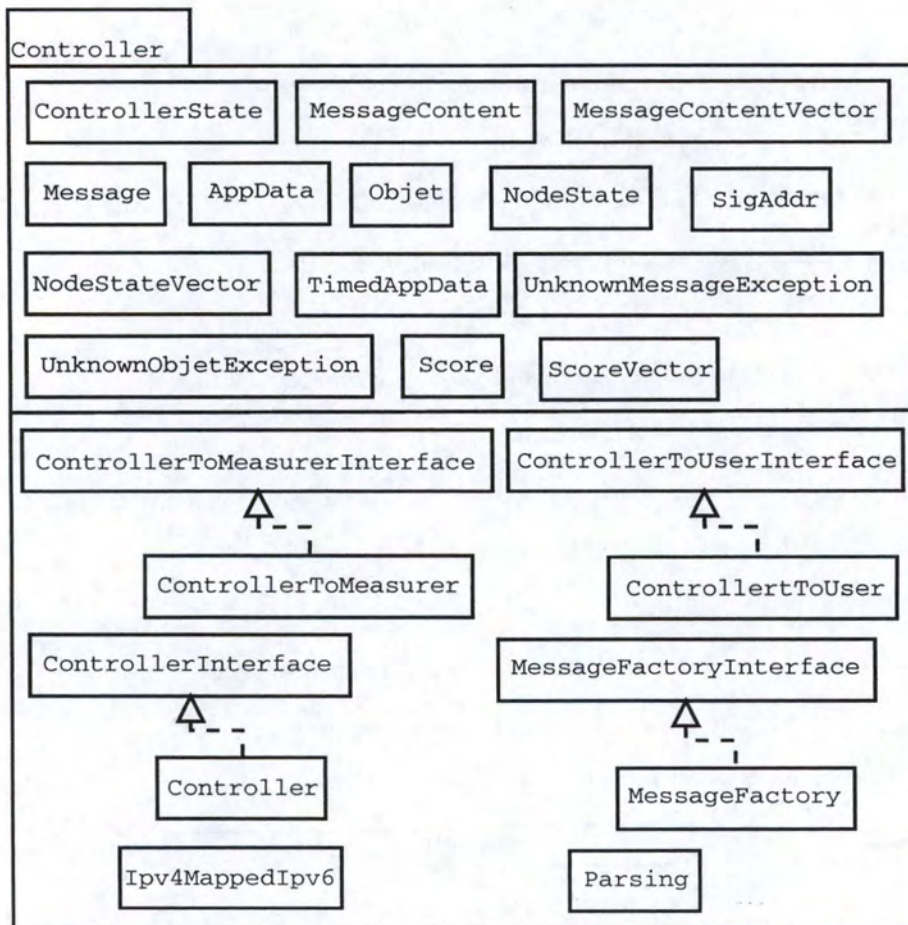 Controller
ControllerState MessageContent MessageContentVector
Message AppData Objet NodeState SigAddr
NodeStateVector TimedAppData UnknownMessageException
UnknownObjetException Score ScoreVector
ControllerToMeasurerInterface ControllerToUserInterface
ControllerToMeasurer ControllertToUser
ControllerInterface MessageFactoryInterface
Controller MessageFactory
Ipv4MappedIpv6 Parsing